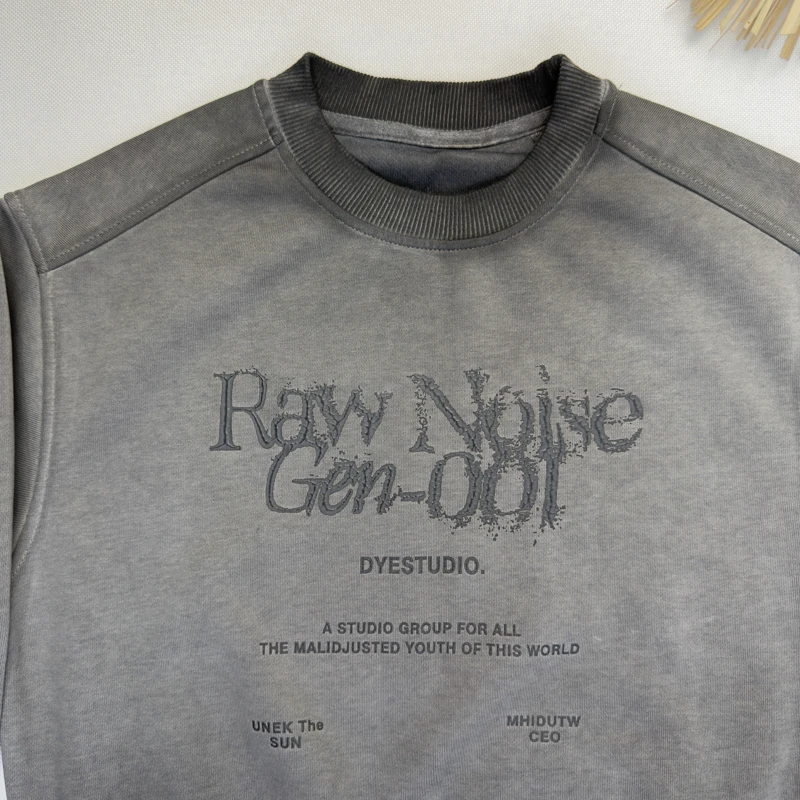 Raw Noise
Gen-001
DYESTUDIO.
A STUDIO GROUP FOR ALL
THE MALIDJUSTED YOUTH OF THIS WORLD
UNEK The
SUN
MHIDUTW
CEO